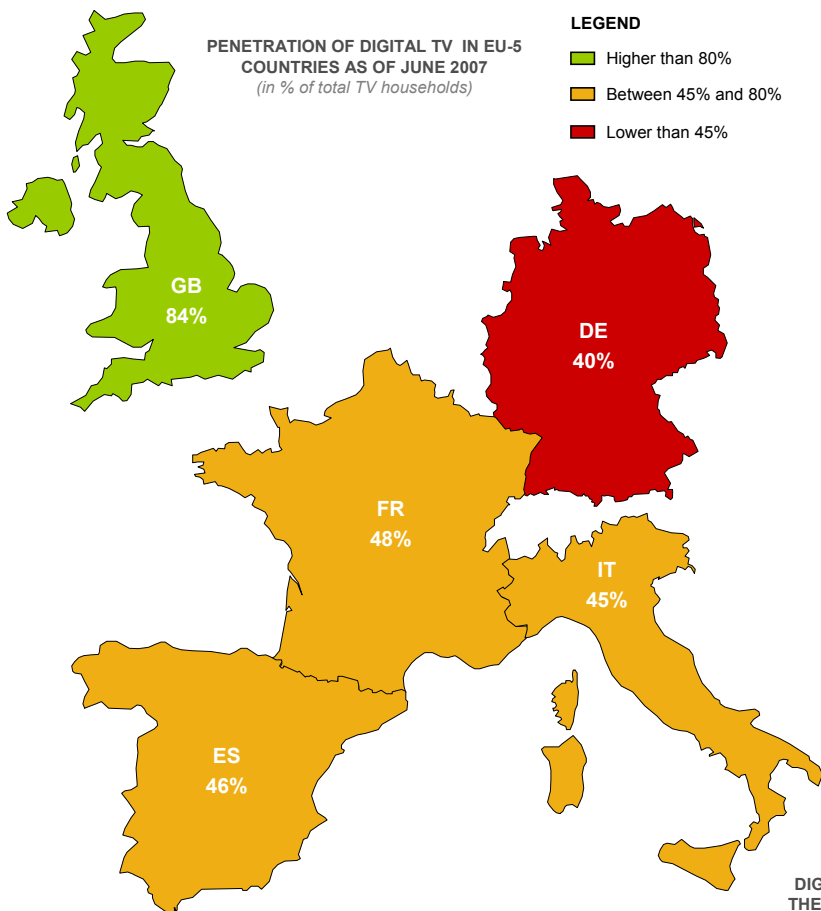 PENETRATION OF DIGITAL TV IN EU-5
COUNTRIES AS OF JUNE 2007
(in % of total TV households)
LEGEND
Higher than 80%
Between 45% and 80%
Lower than 45%
GB
84%
DE
40%
FR
48%
IT
45%
ES
46%
DIG
THE